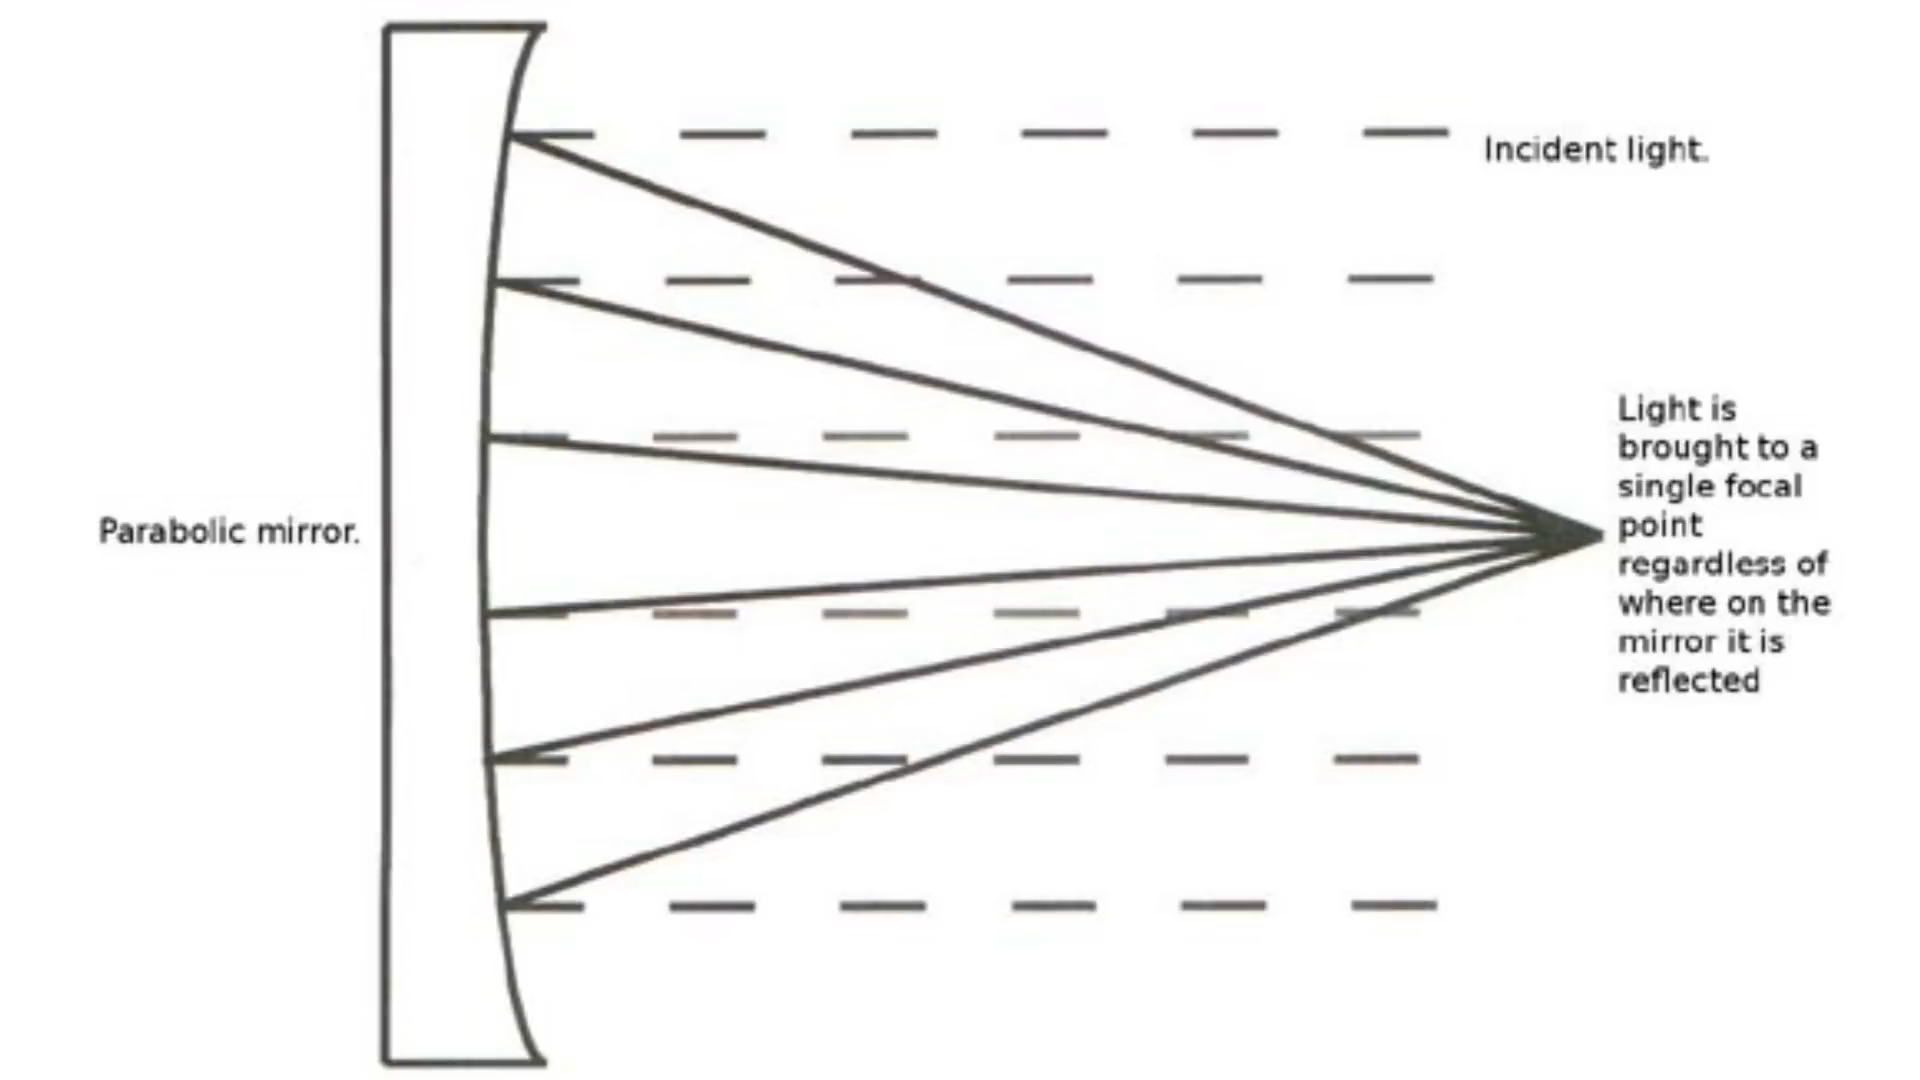 Incident light.
Parabolic mirror.
Light is
brought to a
single focal
point
regardless of
where on the
mirror it is
reflected